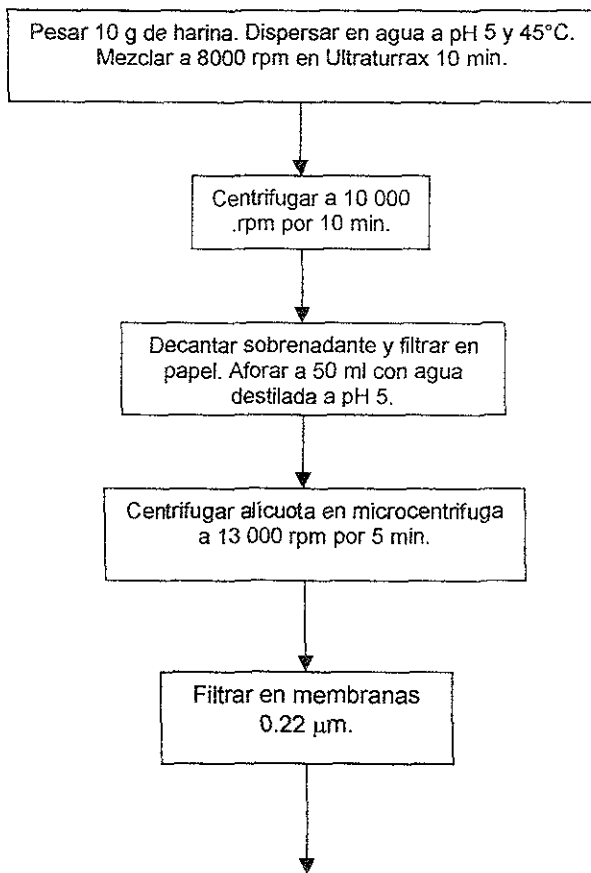 Pesar 10 g de harina. Dispersar en agua a pH 5 y 45°C.
Mezclar a 8000 rpm en Ultraturrax 10 min.
Centrifugar a 10 000
.rpm por 10 min.
Decantar sobrenadante y filtrar en
papel. Aforar a 50 ml con agua
destilada a pH 5.
Centrifugar alícuota en microcentrifuga
a 13 000 rpm por 5 min.
Filtrar en membranas
0.22 μm.